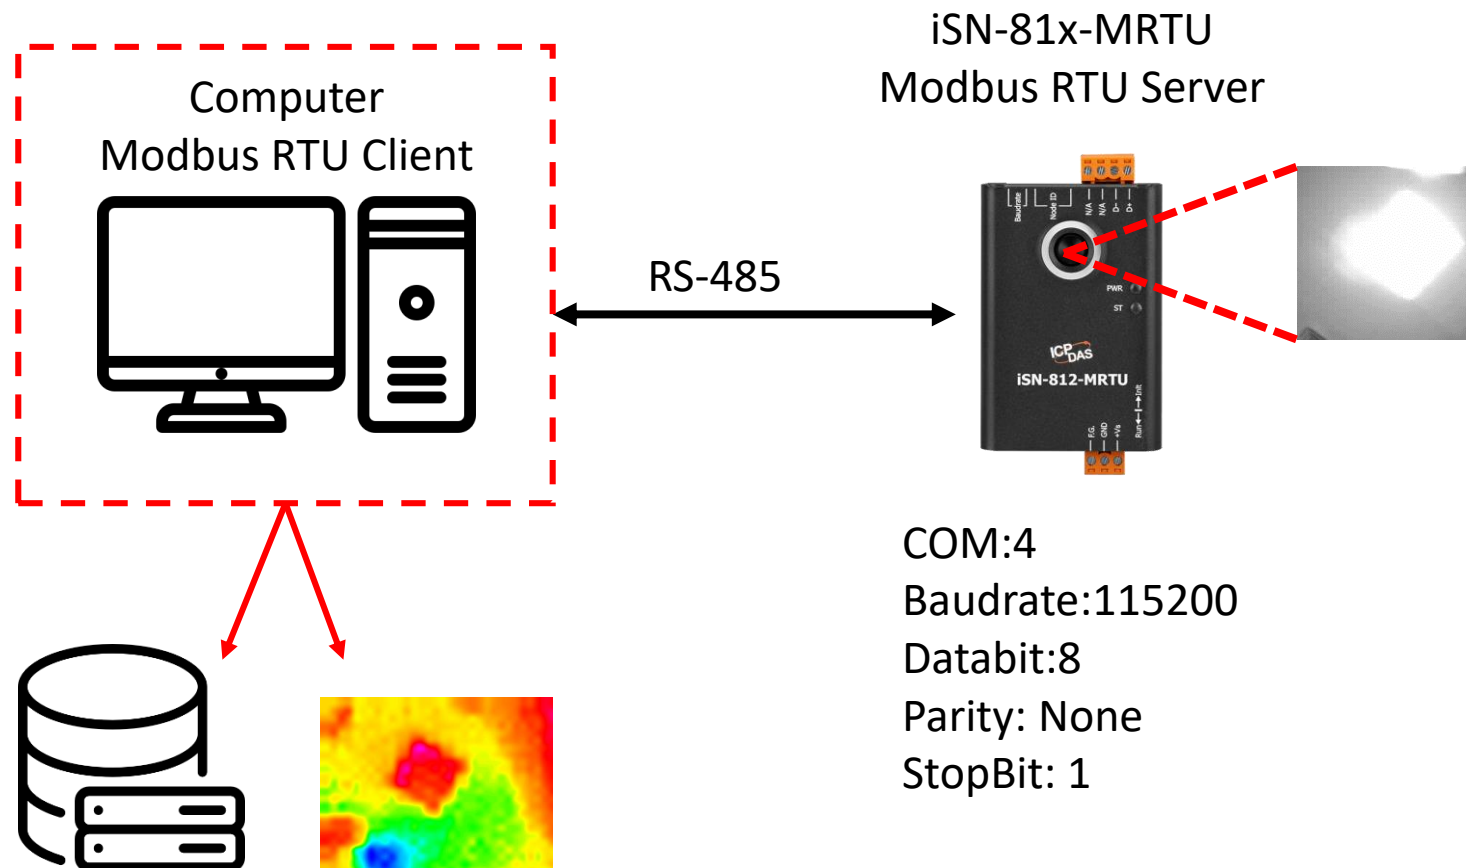 iSN-81x-MRTU
Modbus RTU Server
Computer
Modbus RTU Client
RS-485
Baudrate
Node ID
N/A
N/A
D-
D+
PWR
ST
ICP DAS
iSN-812-MRTU
F.G.
GND
+Vs
Run
Init
COM:4
Baudrate:115200
Databit:8
Parity: None
StopBit: 1